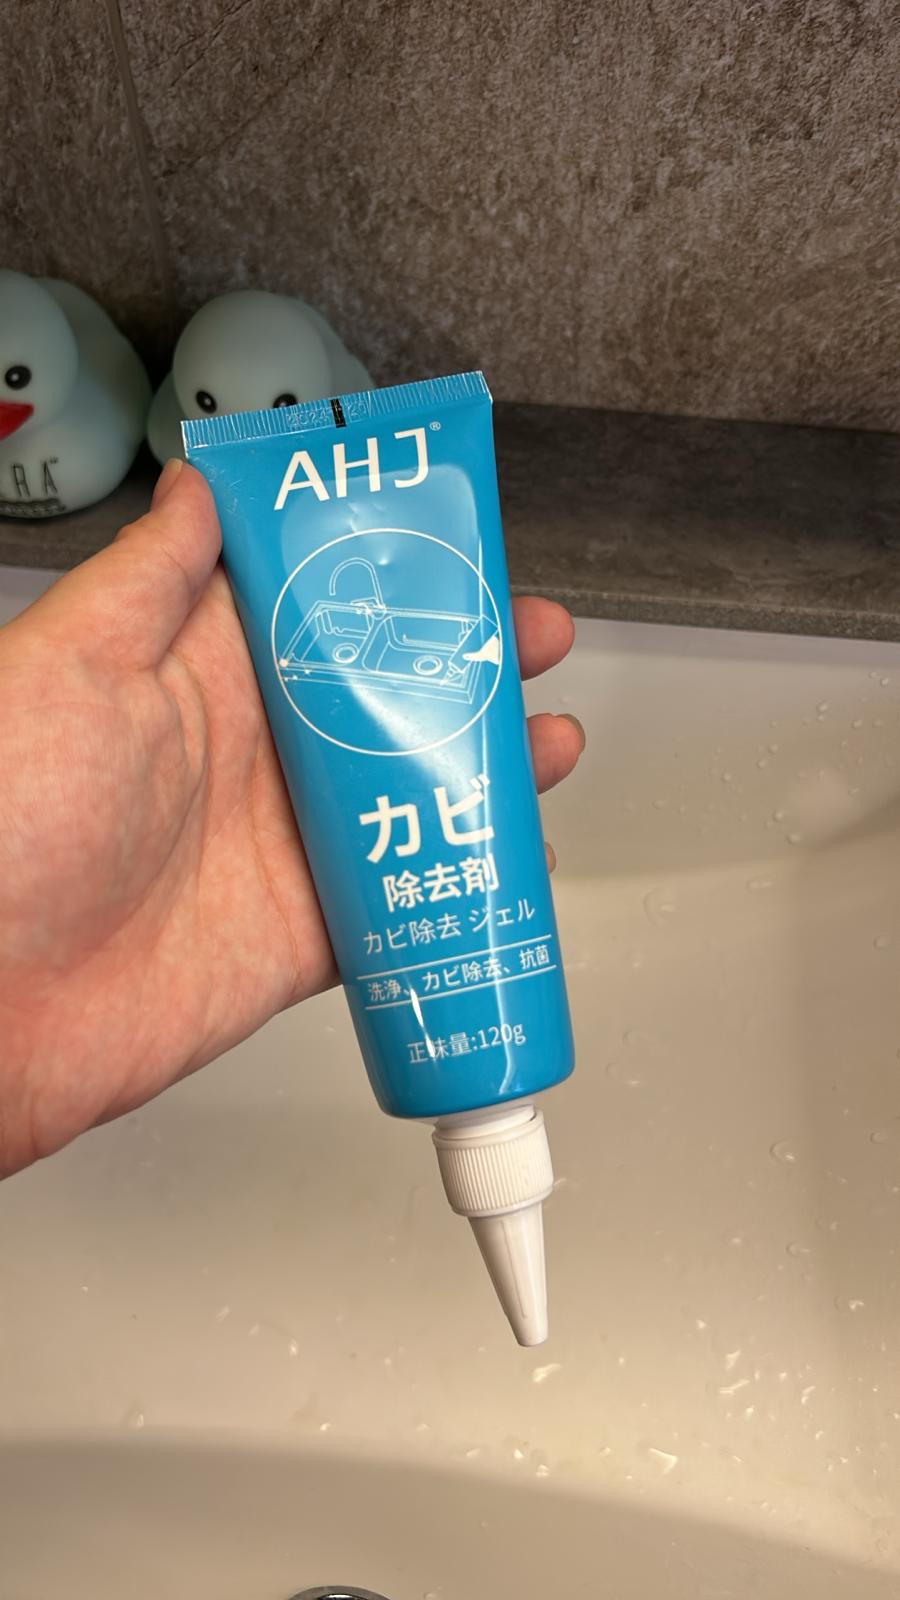 AHJ®
カビ
除去剤
カビ除去 ジェル
洗浄、カビ除去、抗菌
正味量:120g